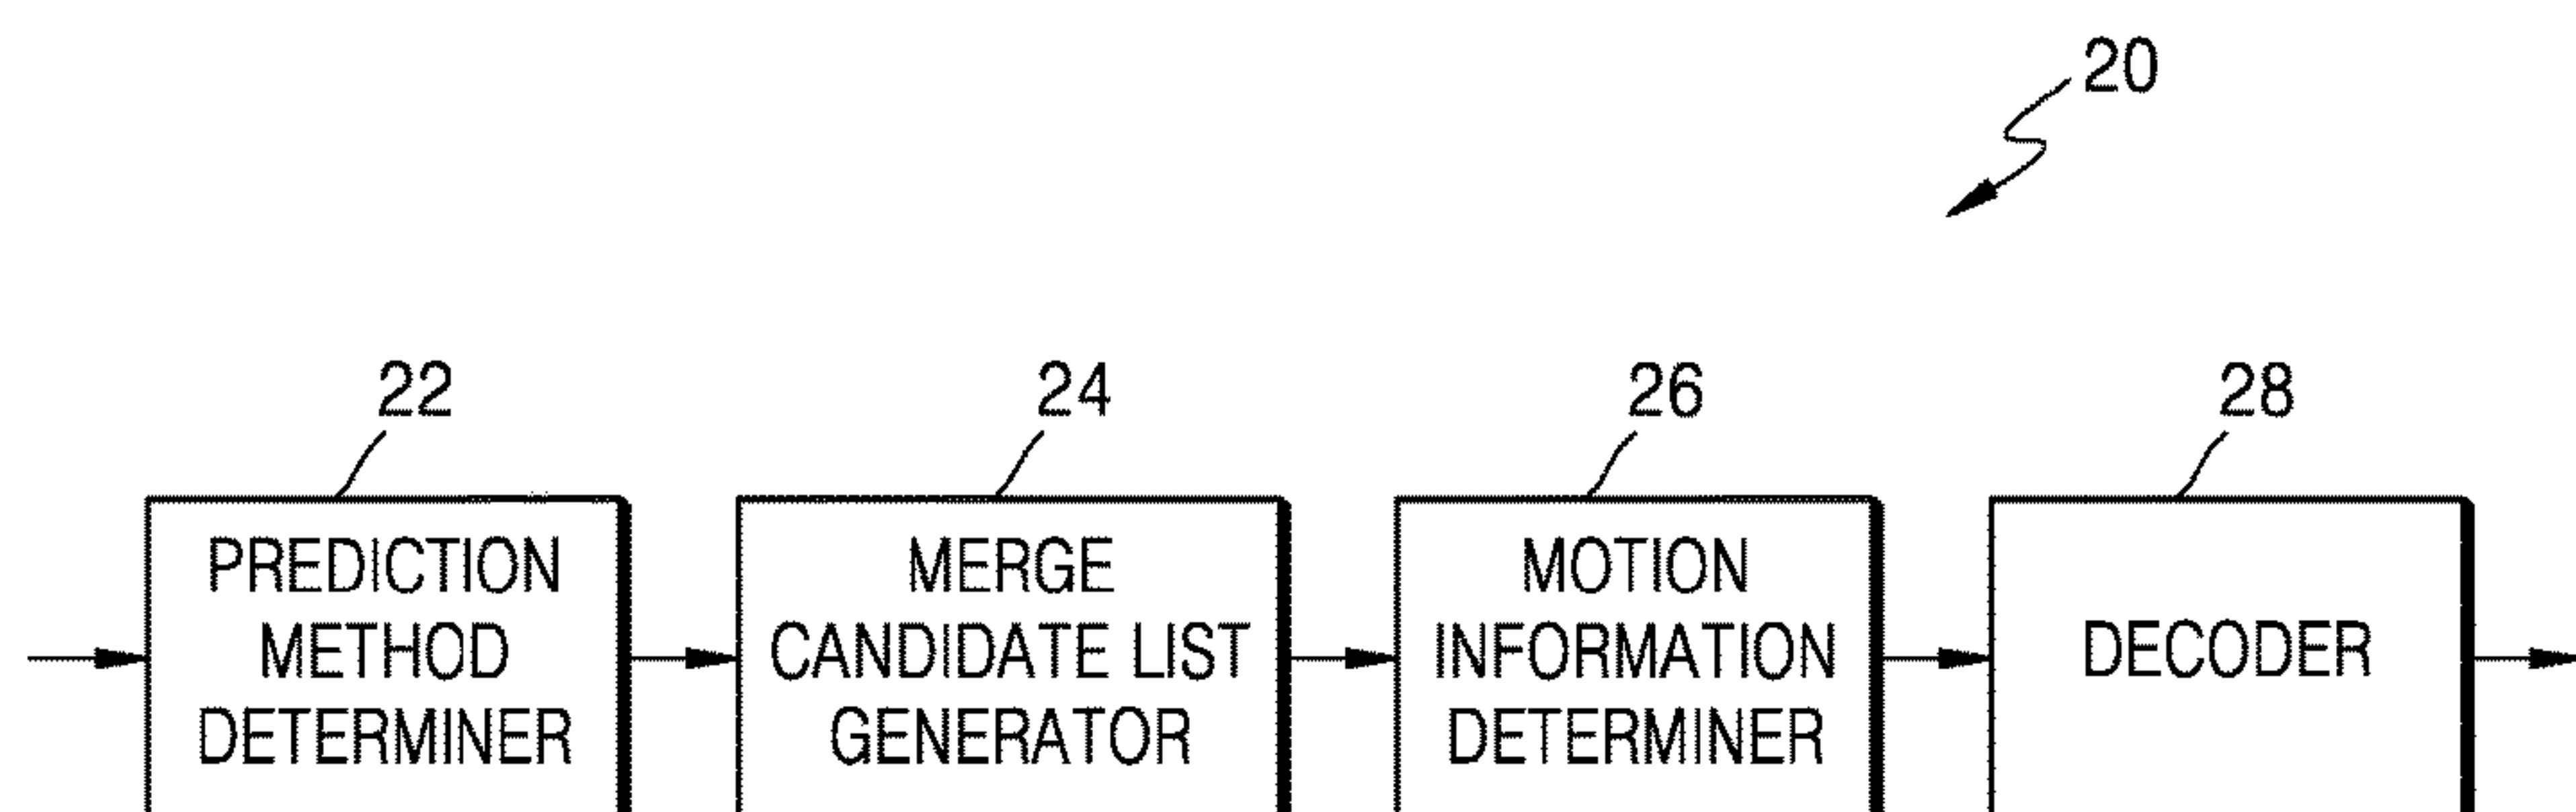 20
22
24
26
28
PREDICTION
METHOD
DETERMINER
MERGE
CANDIDATE LIST
GENERATOR
MOTION
INFORMATION
DETERMINER
DECODER